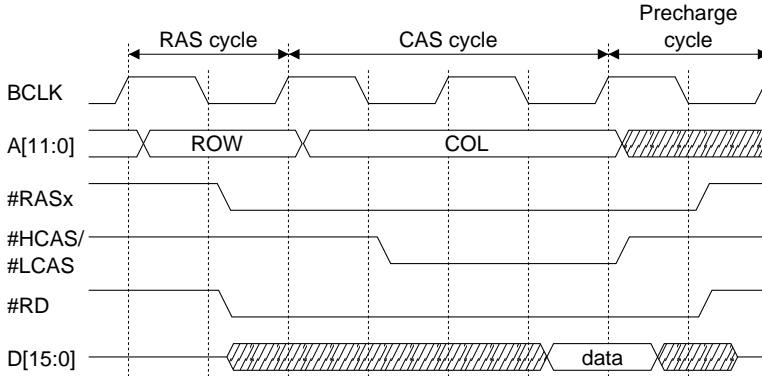 Precharge
RAS cycle CAS cycle cycle
BCLK
A[11:0] ROW COL
#RASx
#HCAS/
#LCAS
#RD
D[15:0] data